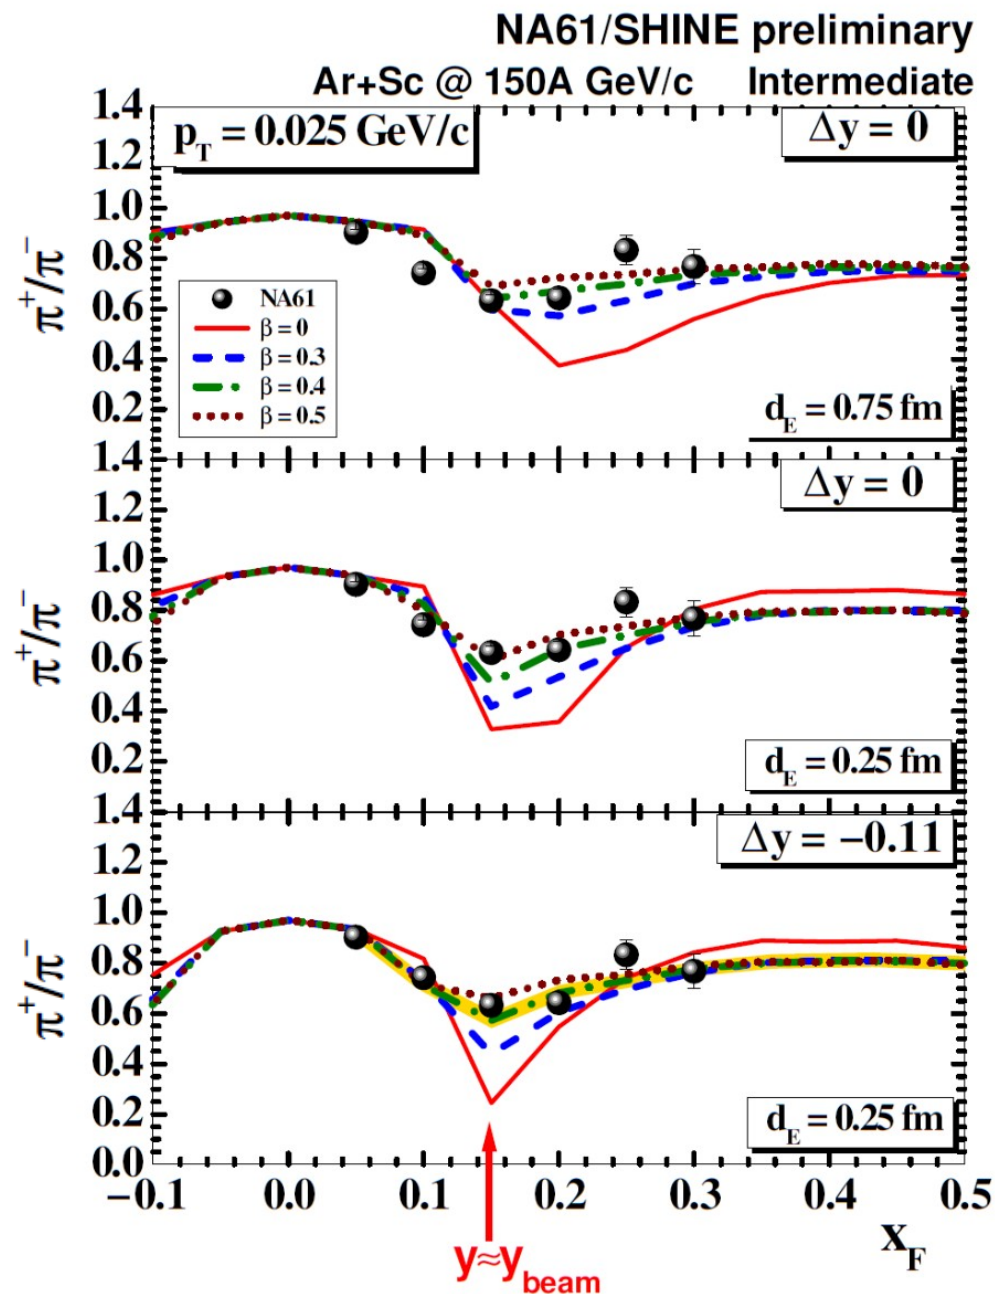 NA61/SHINE preliminary
Ar+Sc @ 150A GeV/c Intermediate
p_T = 0.025 GeV/c
Δy = 0
1.4
1.2
1.0
0.8
0.6
0.4
0.2
π⁺/π⁻
NA61
β = 0
β = 0.3
β = 0.4
β = 0.5
d_E = 0.75 fm
1.4
1.2
1.0
0.8
0.6
0.4
0.2
π⁺/π⁻
Δy = 0
d_E = 0.25 fm
1.4
1.2
1.0
0.8
0.6
0.4
0.2
0.0
π⁺/π⁻
Δy = −0.11
d_E = 0.25 fm
−0.1 0.0 0.1 0.2 0.3 0.4 0.5
x_F
y≈y_beam